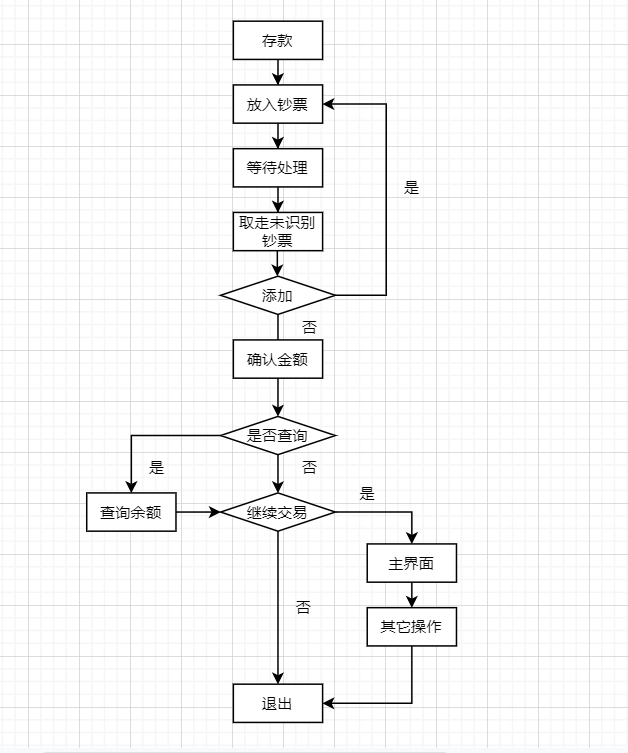 存款
放入钞票
等待处理
是
取走未识别
钞票
添加
否
确认金额
是否查询
是
否
是
查询余额
继续交易
主界面
否
其它操作
退出